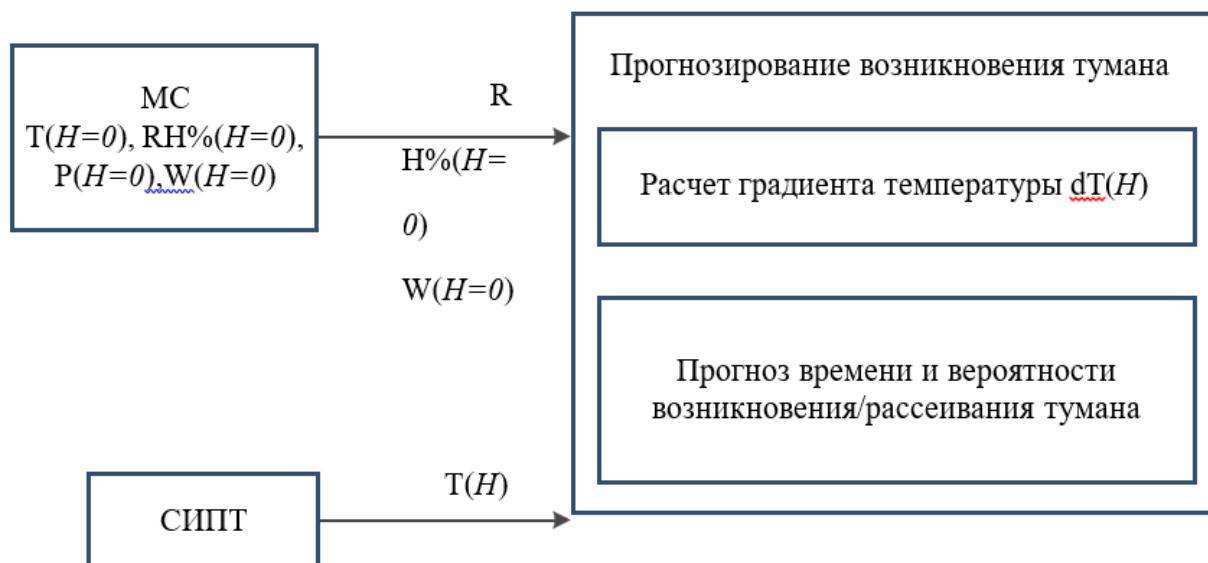 МС
T(H=0), RH%(H=0),
P(H=0),W(H=0)
R
H%(H=
0)
W(H=0)
Прогнозирование возникновения тумана
Расчет градиента температуры dT(H)
Прогноз времени и вероятности
возникновения/рассеивания тумана
СИПТ
T(H)